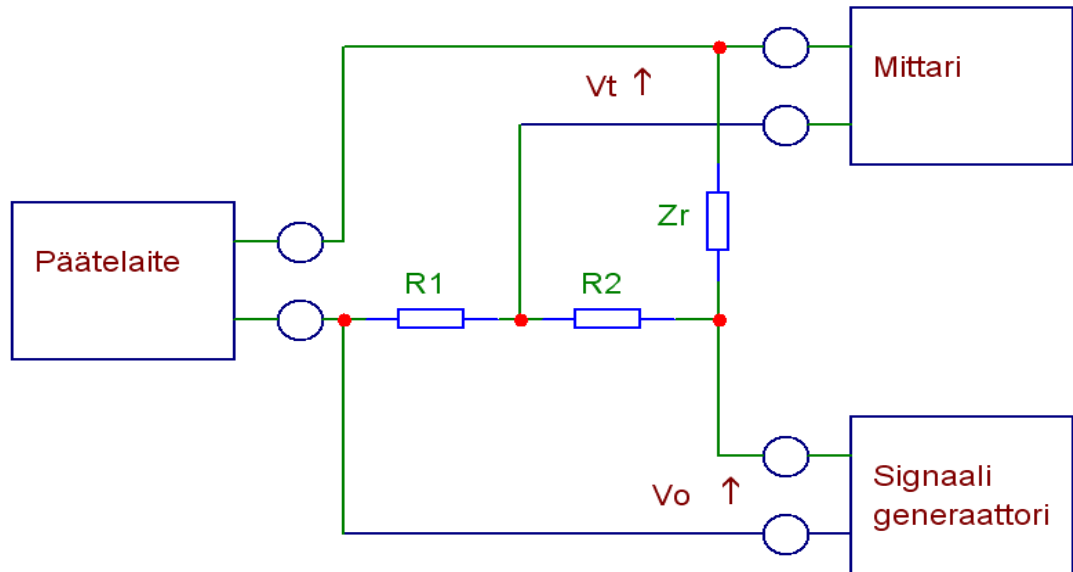 Vt ↑
Mittari
Zr
Päätelaite
R1
R2
Vo ↑
Signaali
generaattori